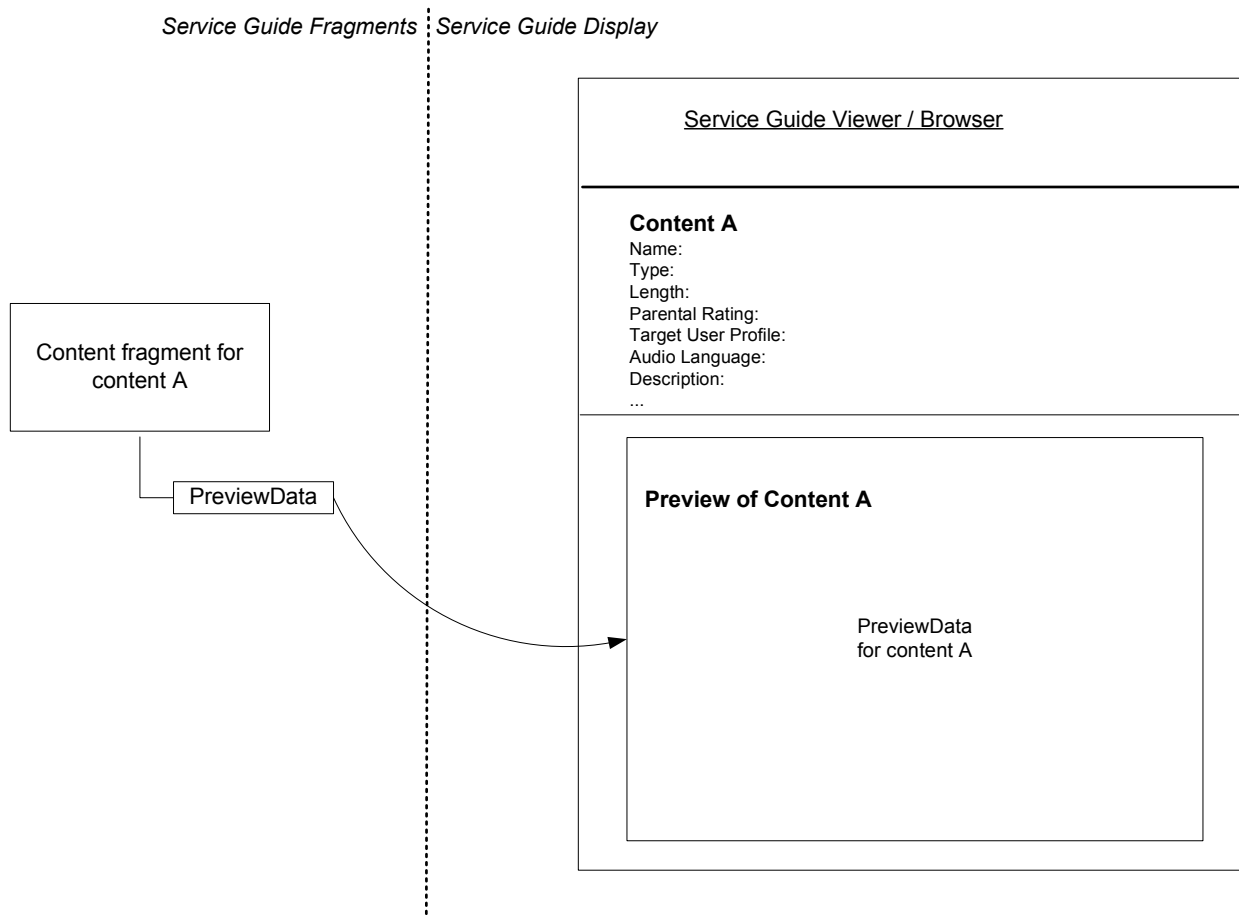 Service Guide Fragments
Service Guide Display
Service Guide Viewer / Browser
Content A
Name:
Type:
Length:
Parental Rating:
Target User Profile:
Audio Language:
Description:
...
Content fragment for
content A
PreviewData
Preview of Content A
PreviewData
for content A